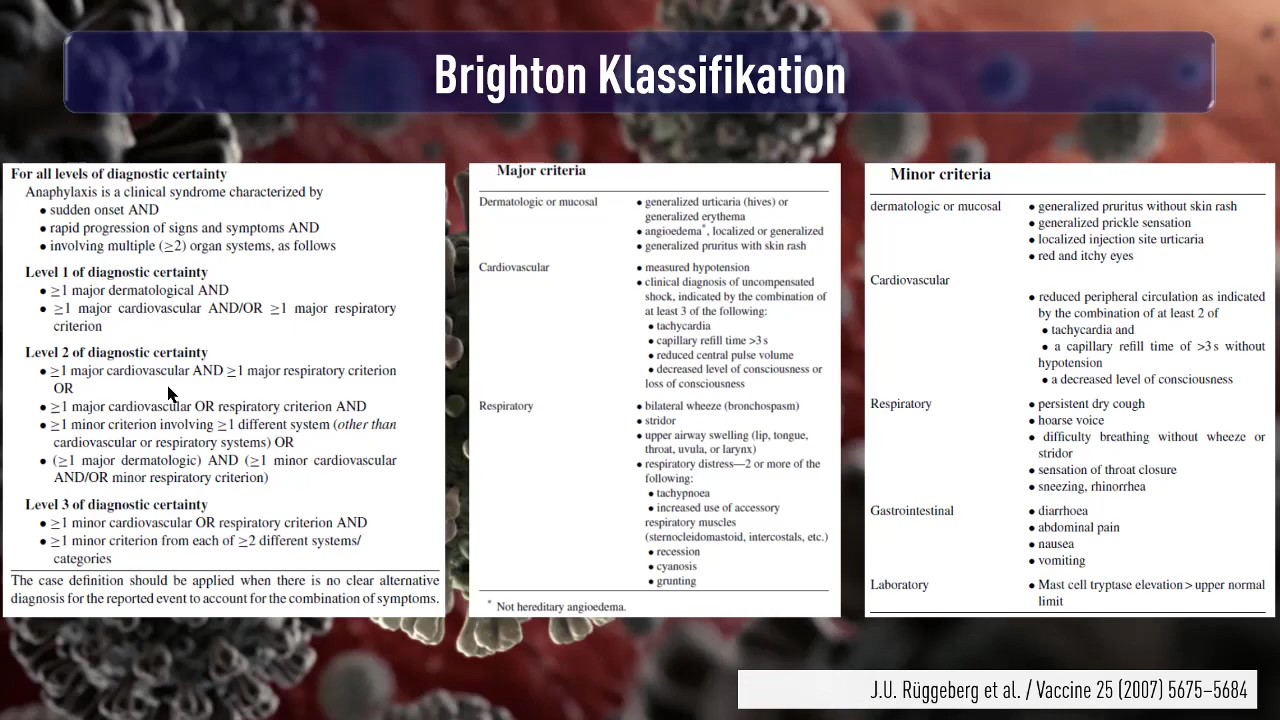 Brighton Klassifikation
For all levels of diagnostic certainty
Anaphylaxis is a clinical syndrome characterized by
• sudden onset AND
• rapid progression of signs and symptoms AND
• involving multiple (≥2) organ systems, as follows
Level 1 of diagnostic certainty
• ≥1 major dermatological AND
• ≥1 major cardiovascular AND/OR ≥1 major respiratory
criterion
Level 2 of diagnostic certainty
• ≥1 major cardiovascular AND ≥1 major respiratory criterion
OR
• ≥1 major cardiovascular OR respiratory criterion AND
• ≥1 minor criterion involving ≥1 different system (other than
cardiovascular or respiratory systems) OR
• (≥1 major dermatologic) AND (≥1 minor cardiovascular
AND/OR minor respiratory criterion)
Level 3 of diagnostic certainty
• ≥1 minor cardiovascular OR respiratory criterion AND
• ≥1 minor criterion from each of ≥2 different systems/
categories
The case definition should be applied when there is no clear alternative
diagnosis for the reported event to account for the combination of symptoms.
Major criteria
Dermatologic or mucosal • generalized urticaria (hives) or
generalized erythema
• angioedema*, localized or generalized
• generalized pruritus with skin rash
Cardiovascular • measured hypotension
• clinical diagnosis of uncompensated
shock, indicated by the combination of
at least 3 of the following:
• tachycardia
• capillary refill time >3 s
• reduced central pulse volume
• decreased level of consciousness or
loss of consciousness
Respiratory • bilateral wheeze (bronchospasm)
• stridor
• upper airway swelling (lip, tongue,
throat, uvula, or larynx)
• respiratory distress—2 or more of the
following:
• tachypnoea
• increased use of accessory
respiratory muscles
(sternocleidomastoid, intercostals, etc.)
• recession
• cyanosis
• grunting
* Not hereditary angioedema.
Minor criteria
dermatologic or mucosal • generalized pruritus without skin rash
• generalized prickle sensation
• localized injection site urticaria
• red and itchy eyes
Cardiovascular
• reduced peripheral circulation as indicated
by the combination of at least 2 of
• tachycardia and
• a capillary refill time of >3 s without
hypotension
• a decreased level of consciousness
Respiratory • persistent dry cough
• hoarse voice
• difficulty breathing without wheeze or
stridor
• sensation of throat closure
• sneezing, rhinorrhea
Gastrointestinal • diarrhoea
• abdominal pain
• nausea
• vomiting
Laboratory • Mast cell tryptase elevation > upper normal
limit
J.U. Rüggeberg et al. / Vaccine 25 (2007) 5675–5684